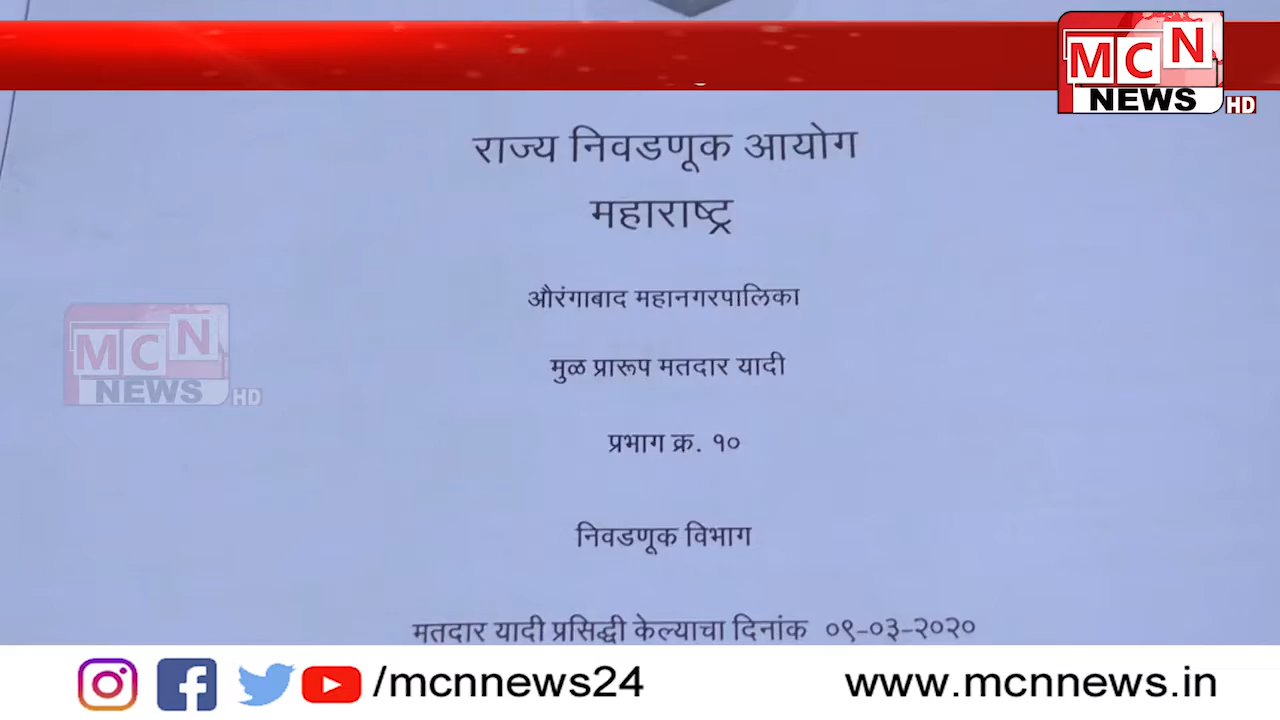 MCN
NEWS HD
राज्य निवडणूक आयोग
महाराष्ट्र
औरंगाबाद महानगरपालिका
MCN
NEWS HD
मुळ प्रारूप मतदार यादी
प्रभाग क्र. १०
निवडणूक विभाग
मतदार यादी प्रसिद्धी केल्याचा दिनांक ०९-०३-२०२०
/mcnnews24
www.mcnnews.in